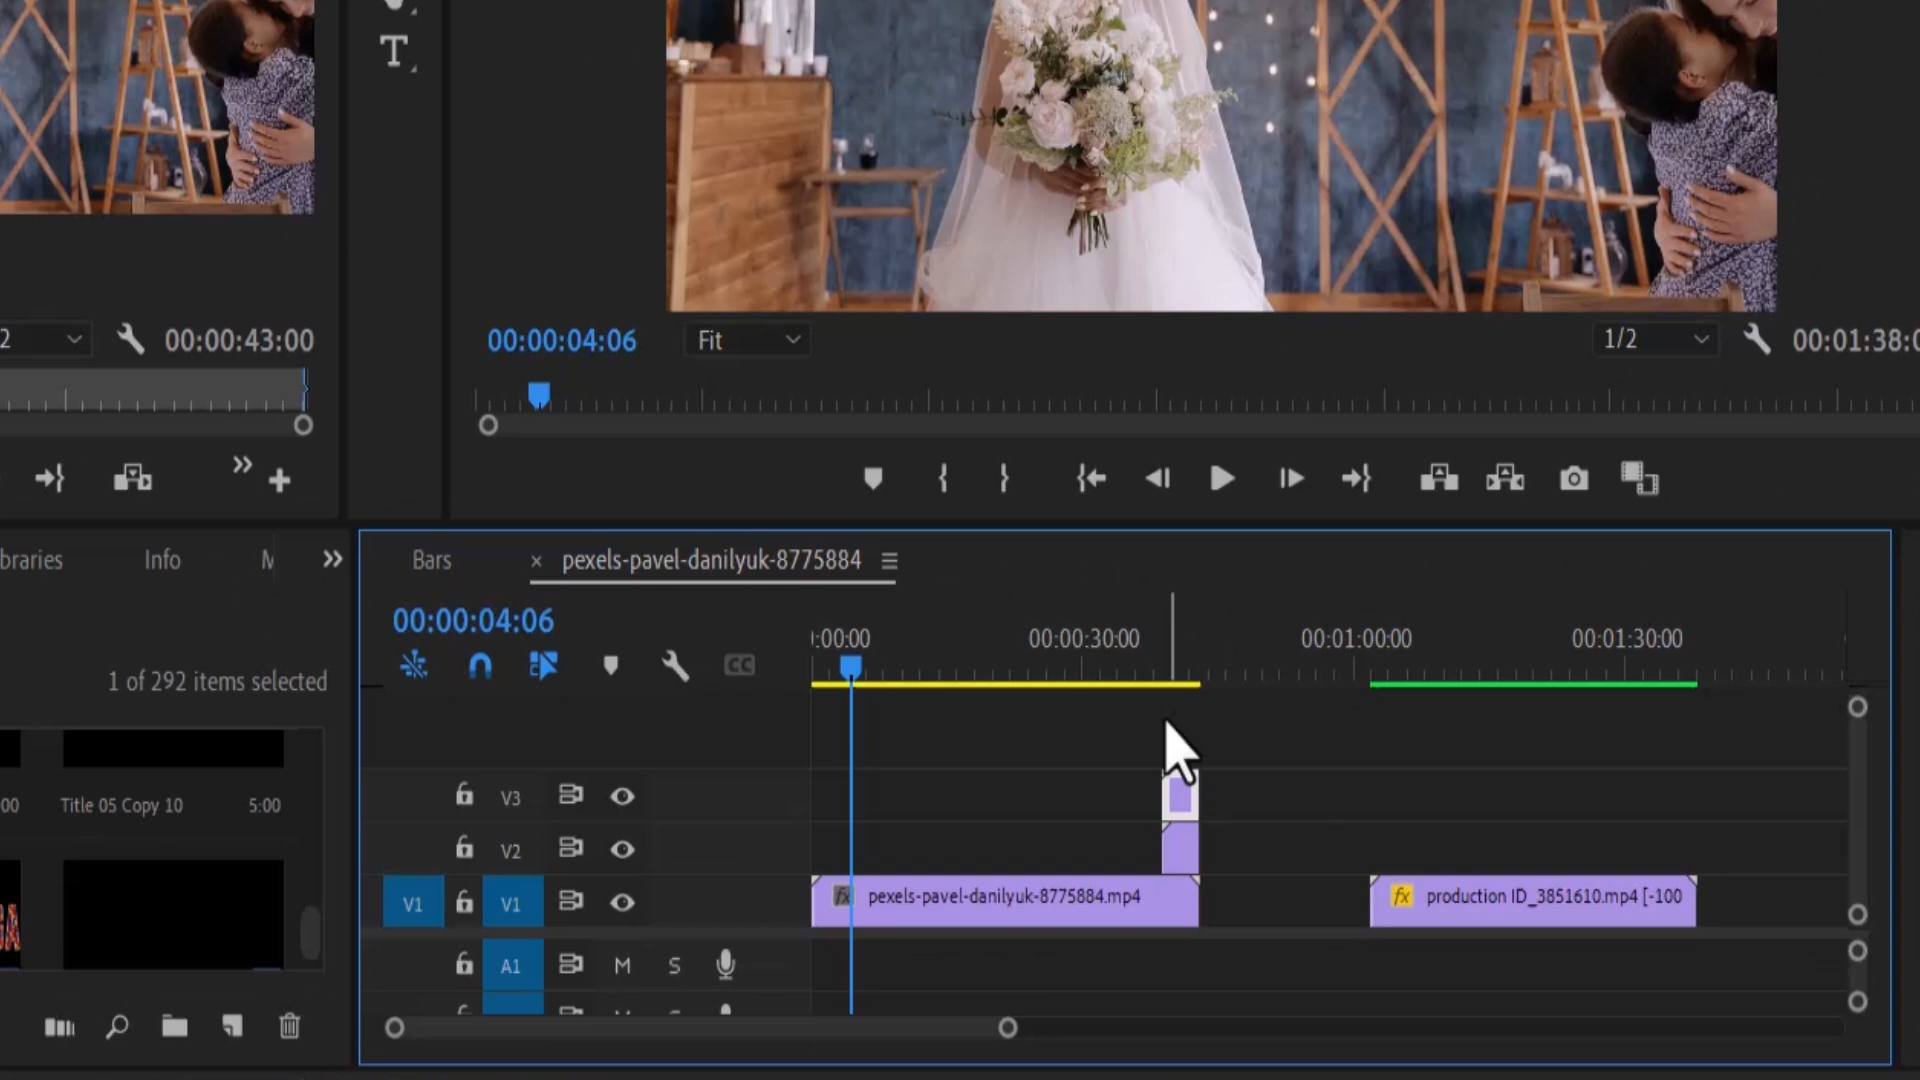 T
2
00:00:43:00
00:00:04:06
Fit
1/2
00:01:38:0
braries
Info
M
Bars
pexels-pavel-danilyuk-8775884
00:00:04:06
CC
:00:00
00:00:30:00
00:01:00:00
00:01:30:00
1 of 292 items selected
00
Title 05 Copy 10
5:00
V3
V2
V1
V1
fx
pexels-pavel-danilyuk-8775884.mp4
fx
production ID_3851610.mp4 [-100
A1
M
S